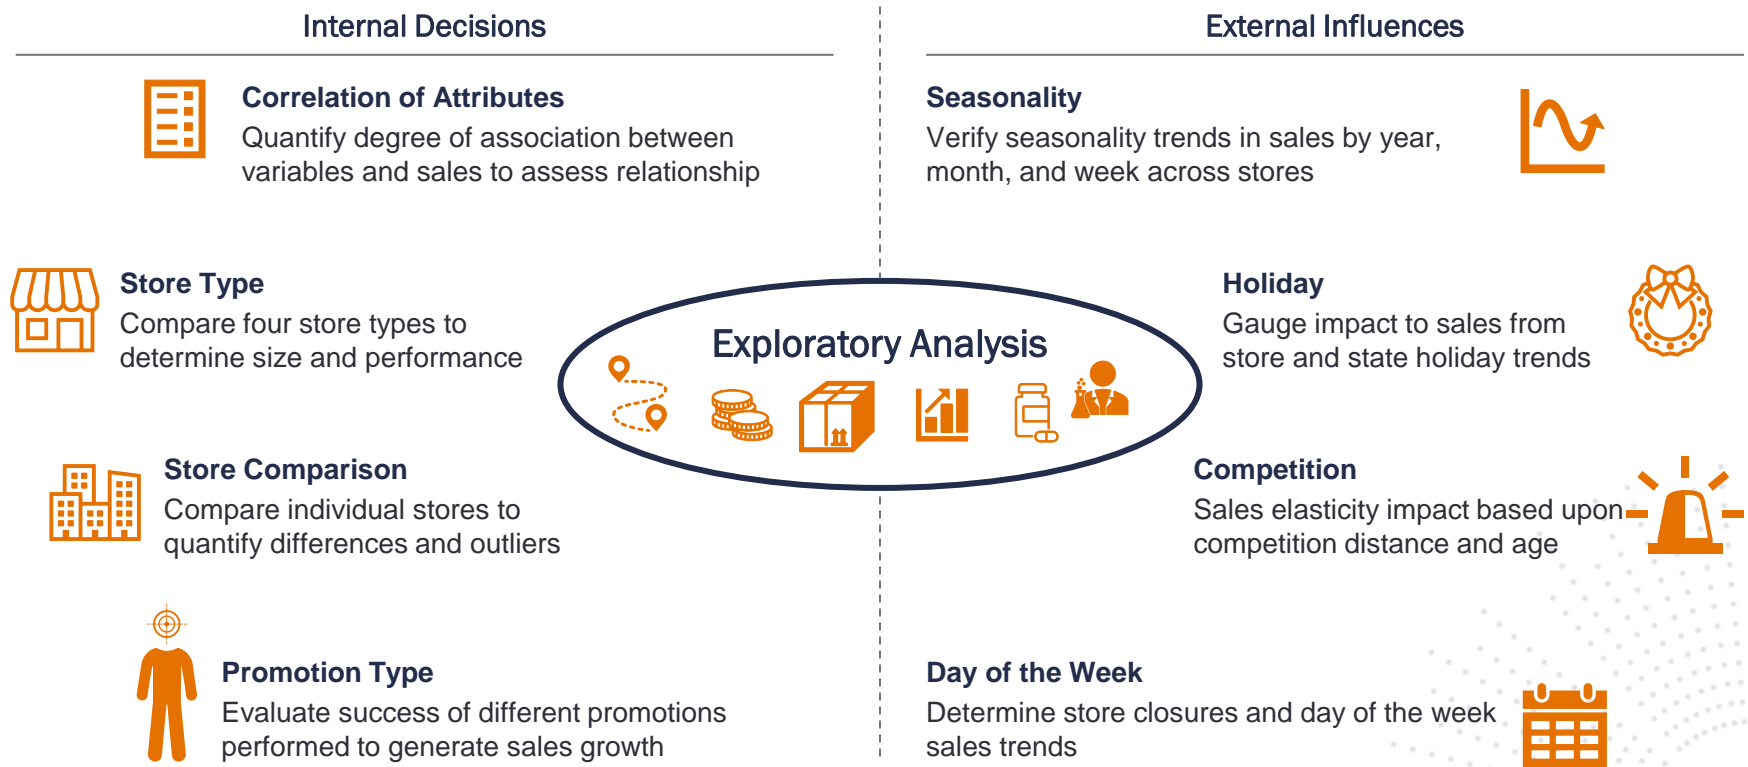 Internal Decisions
Correlation of Attributes
Quantify degree of association between
variables and sales to assess relationship
Store Type
Compare four store types to
determine size and performance
Store Comparison
Compare individual stores to
quantify differences and outliers
Promotion Type
Evaluate success of different promotions
performed to generate sales growth
Exploratory Analysis
External Influences
Seasonality
Verify seasonality trends in sales by year,
month, and week across stores
Holiday
Gauge impact to sales from
store and state holiday trends
Competition
Sales elasticity impact based upon
competition distance and age
Day of the Week
Determine store closures and day of the week
sales trends